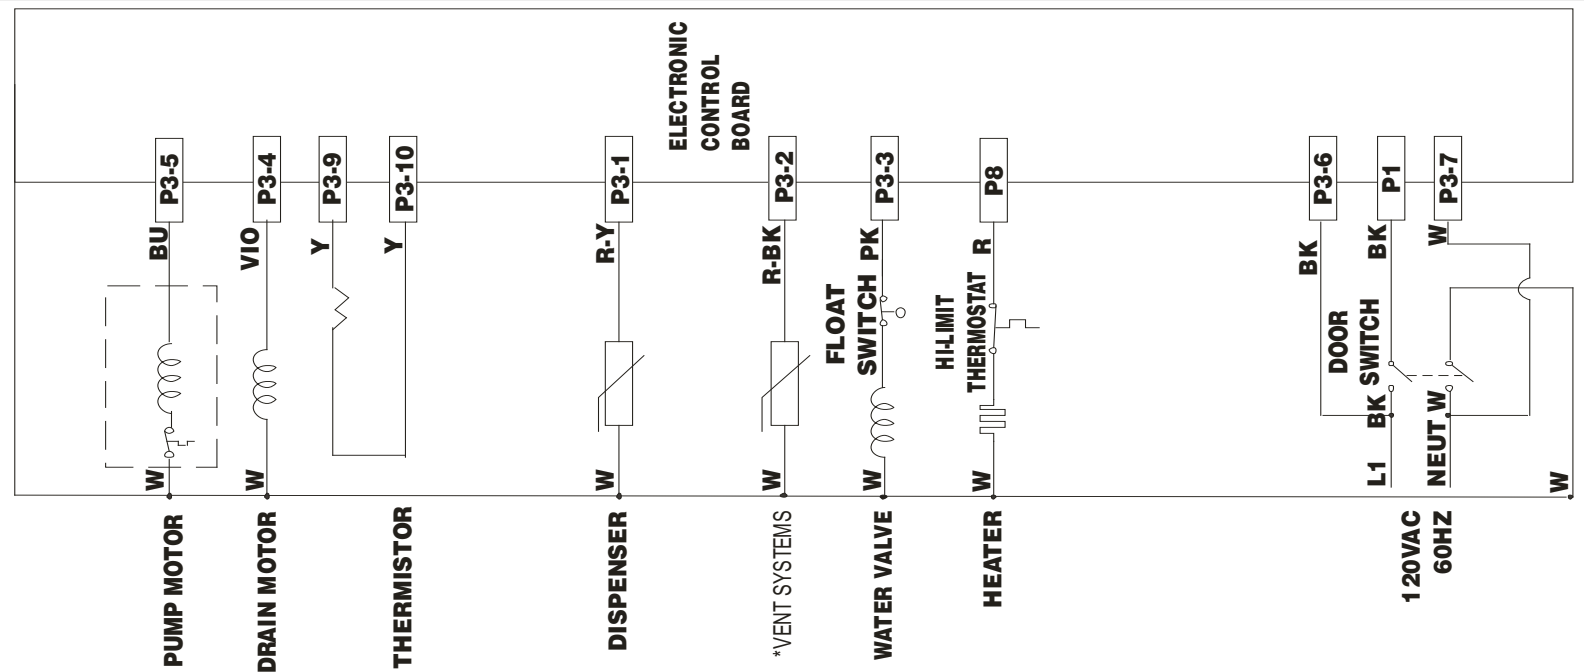 ELECTRONIC
CONTROL
BOARD
P3-5
P3-4
P3-9
P3-10
P3-1
P3-2
P3-3
P8
P3-6
P1
P3-7
BU
VIO
Y
Y
R-Y
R-BK
PK
R
BK
BK
W
FLOAT
SWITCH
HI-LIMIT
THERMOSTAT
DOOR
SWITCH
BK
W
L1
NEUT
W
W
W
W
W
W
W
PUMP MOTOR
DRAIN MOTOR
THERMISTOR
DISPENSER
*VENT SYSTEMS
WATER VALVE
HEATER
120VAC
60HZ